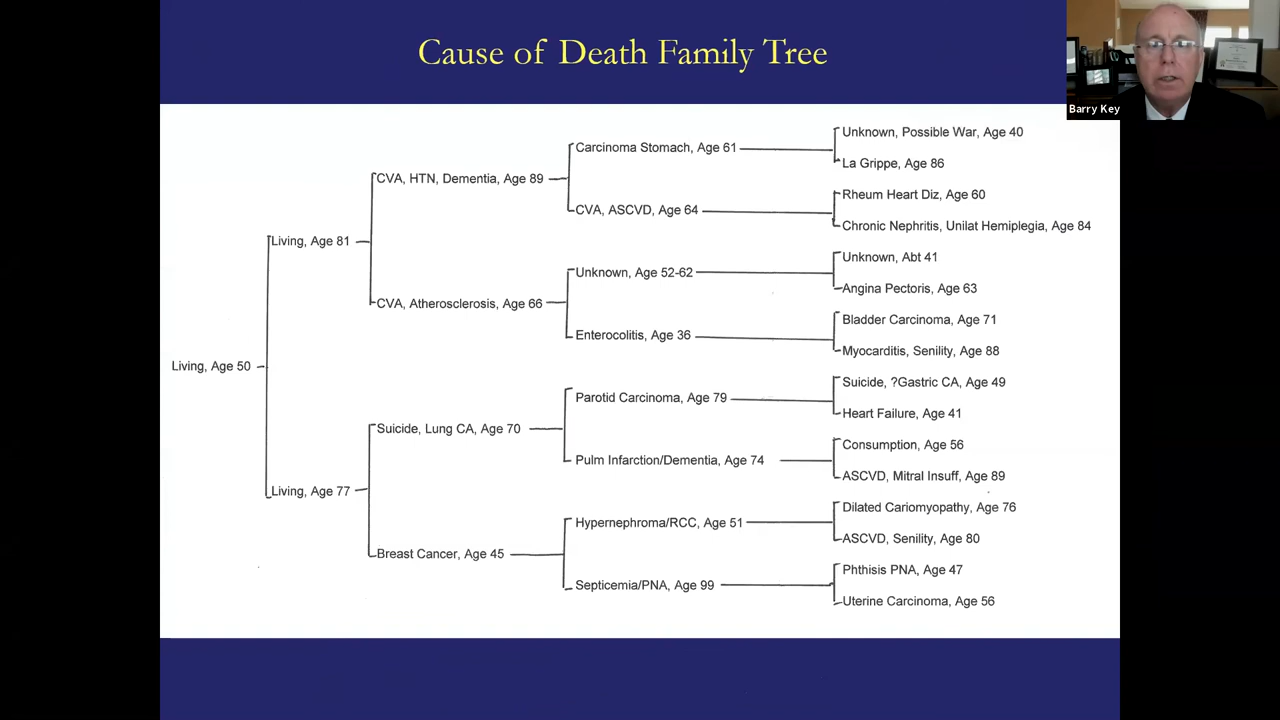 Cause of Death Family Tree
Barry Key
Unknown, Possible War, Age 40
Carcinoma Stomach, Age 61
La Grippe, Age 86
CVA, HTN, Dementia, Age 89
Rheum Heart Diz, Age 60
CVA, ASCVD, Age 64
Chronic Nephritis, Unilat Hemiplegia, Age 84
Living, Age 81
Unknown, Abt 41
Unknown, Age 52-62
Angina Pectoris, Age 63
CVA, Atherosclerosis, Age 66
Bladder Carcinoma, Age 71
Enterocolitis, Age 36
Myocarditis, Senility, Age 88
Living, Age 50
Suicide, ?Gastric CA, Age 49
Parotid Carcinoma, Age 79
Heart Failure, Age 41
Suicide, Lung CA, Age 70
Consumption, Age 56
Pulm Infarction/Dementia, Age 74
ASCVD, Mitral Insuff, Age 89
Living, Age 77
Dilated Cariomyopathy, Age 76
Hypernephroma/RCC, Age 51
ASCVD, Senility, Age 80
Breast Cancer, Age 45
Phthisis PNA, Age 47
Septicemia/PNA, Age 99
Uterine Carcinoma, Age 56